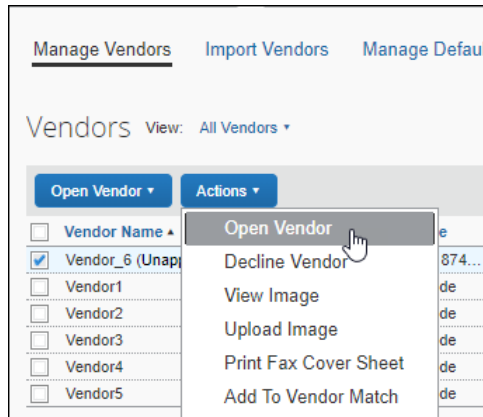 Manage Vendors Import Vendors Manage Defau
Vendors View: All Vendors
Open Vendor Actions
Vendor Name Open Vendor e
Vendor_6 (Unapp Decline Vendor 874...
Vendor1 View Image de
Vendor2 Upload Image de
Vendor3 Print Fax Cover Sheet de
Vendor4 de
Vendor5 Add To Vendor Match de